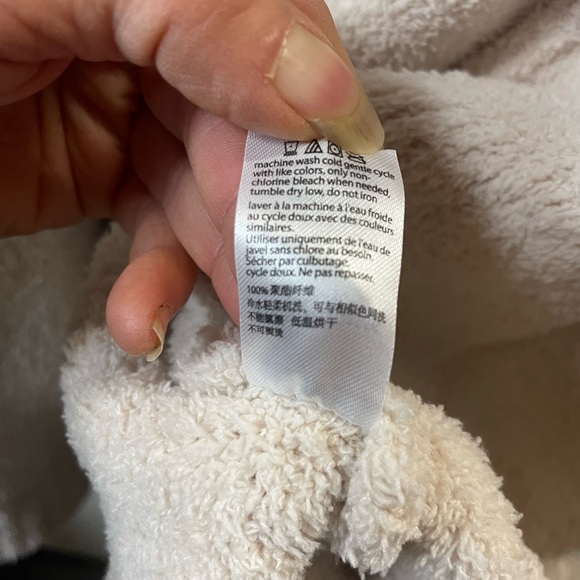 machine wash cold gentle cycle
with like colors, only non-
chlorine bleach when needed
tumble dry low, do not iron
laver à la machine à l'eau froide
au cycle doux avec des couleurs
similaires.
Utiliser uniquement de l'eau de
javel sans chlore au besoin.
Sécher par culbutage,
cycle doux. Ne pas repasser.
100% 聚酯纤维
冷水轻柔机洗，可与相似色同洗
不能氯漂 低温烘干
不可熨烫